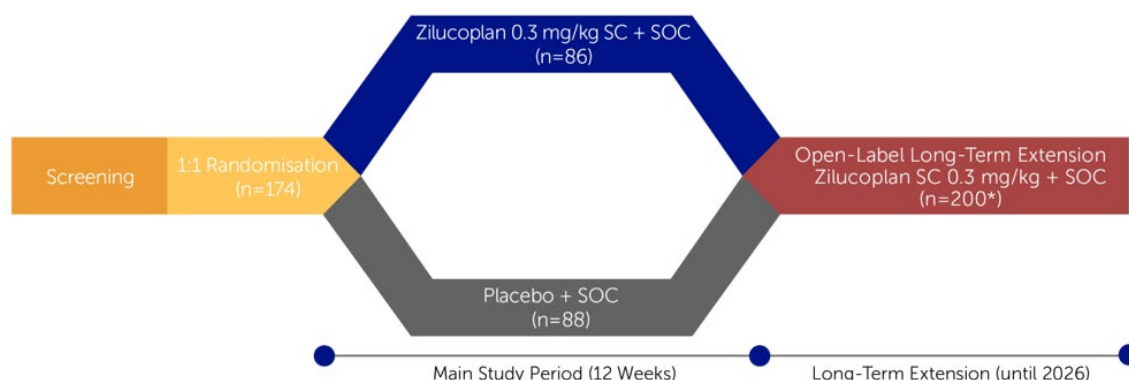 Zilucoplan 0.3 mg/kg SC + SOC
(n=86)
Screening
1:1 Randomisation
(n=174)
Open-Label Long-Term Extension
Zilucoplan SC 0.3 mg/kg + SOC
(n=200*)
Placebo + SOC
(n=88)
Main Study Period (12 Weeks)
Long-Term Extension (until 2026)